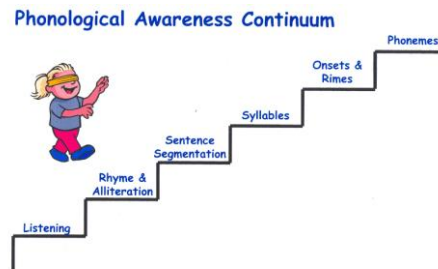 Phonological Awareness Continuum
Phonemes
Onsets &
Rimes
Syllables
Sentence
Segmentation
Rhyme &
Alliteration
Listening